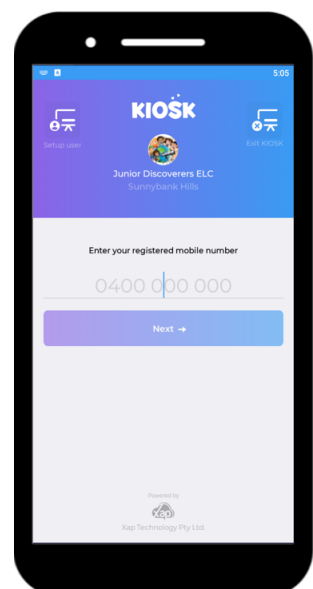 5:05
KIOSK
Setup user
Exit KIOSK
Junior Discoverers ELC
Sunnybank Hills
Enter your registered mobile number
0400 000 000
Next →
Powered by
Xap
Xap Technology Pty Ltd.